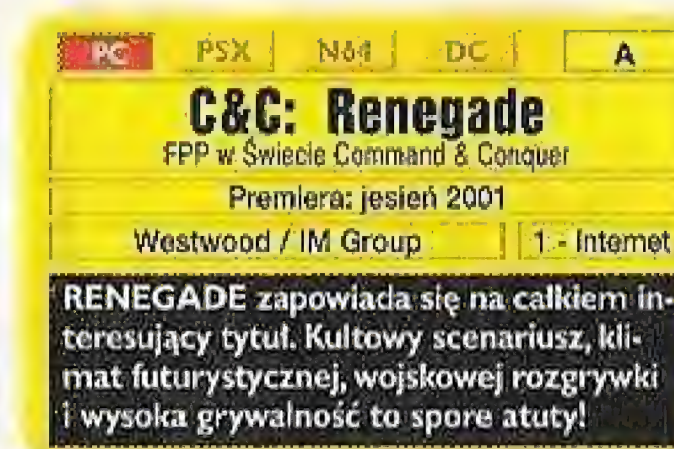 PC PSX N64 DC A
C&C: Renegade
FPP w Świecie Command & Conquer
Premiera: jesień 2001
Westwood / IM Group 1 - Internet
RENEGADE zapowiada się na całkiem in-
teresujący tytuł. Kultowy scenariusz, kli-
mat futurystycznej, wojskowej rozgrywki
i wysoka grywalność to spore atuty!